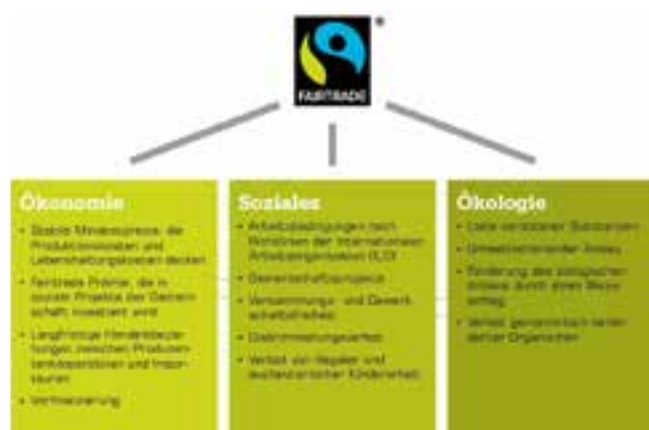 FAIRTRADE
Ökonomie
• Stabile Mindestpreise, die
Produktionskosten und
Lebenshaltungskosten decken
• Fairtrade Prämie, die in
soziale Projekte der Gemein
schaft investiert wird
• Langfristige Handelsbezie
hungen zwischen Produzen
tenkooperativen und Impor
teuren
• Vorfinanzierung
Soziales
• Arbeitsbedingungen nach
Richtlinien der Internationalen
Arbeitsorganisation (ILO)
• Gemeinschaftsprojekte
• Versammlungs- und Gewerk
schaftsfreiheit
• Diskriminierungsverbot
• Verbot von illegaler und
ausbeuterischer Kinderarbeit
Ökologie
• Liste verbotener Substanzen
• Umweltschonender Anbau
• Förderung des biologischen
Anbaus durch einen
• Verbot gentechnisch verän
derter Organismen